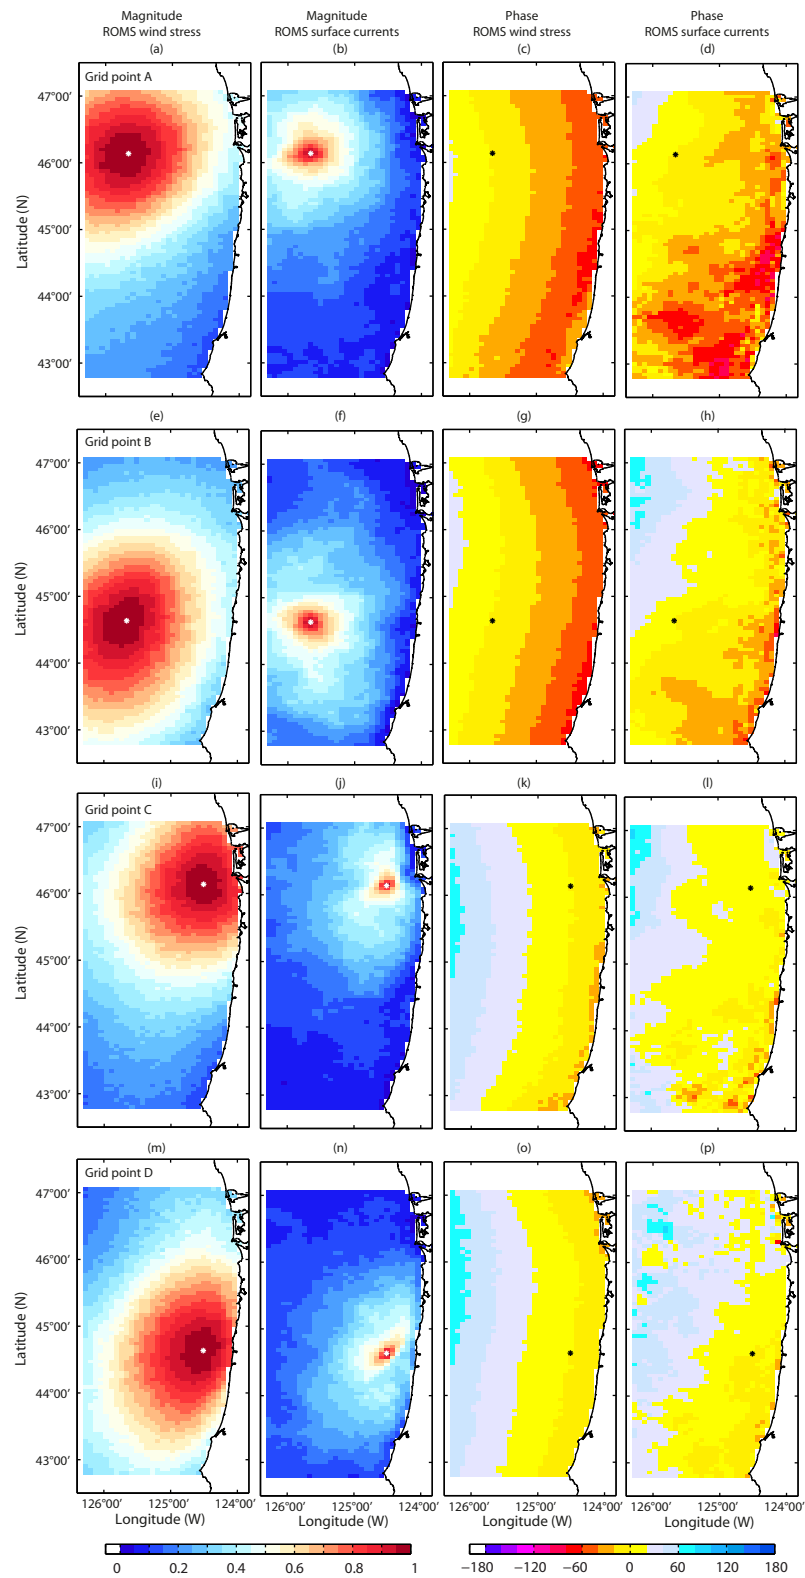 Magnitude
ROMS wind stress
(a)
Magnitude
ROMS surface currents
(b)
Phase
ROMS wind stress
(c)
Phase
ROMS surface currents
(d)
Grid point A
47°00′
46°00′
45°00′
44°00′
43°00′
Latitude (N)
(e)
(f)
(g)
(h)
Grid point B
47°00′
46°00′
45°00′
44°00′
43°00′
Latitude (N)
(i)
(j)
(k)
(l)
Grid point C
47°00′
46°00′
45°00′
44°00′
43°00′
Latitude (N)
(m)
(n)
(o)
(p)
Grid point D
47°00′
46°00′
45°00′
44°00′
43°00′
Latitude (N)
126°00′ 125°00′ 124°00′
126°00′ 125°00′ 124°00′
126°00′ 125°00′ 124°00′
126°00′ 125°00′ 124°00′
Longitude (W)
Longitude (W)
Longitude (W)
Longitude (W)
0 0.2 0.4 0.6 0.8 1
−180 −120 −60 0 60 120 180